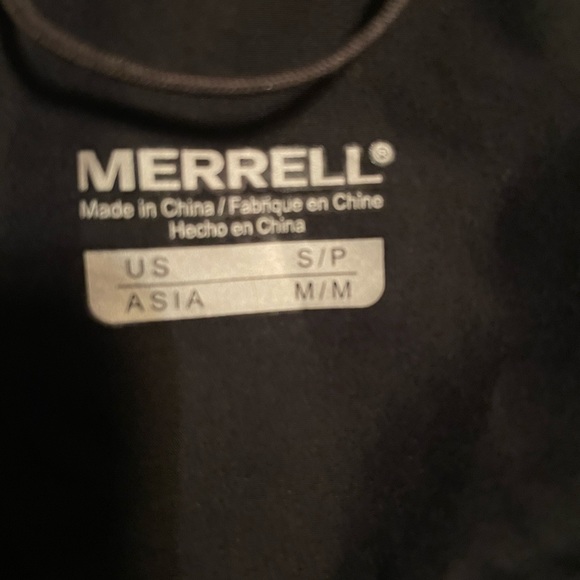 MERRELL®
Made in China / Fabrique en Chine
Hecho en China
US S/P
ASIA M/M